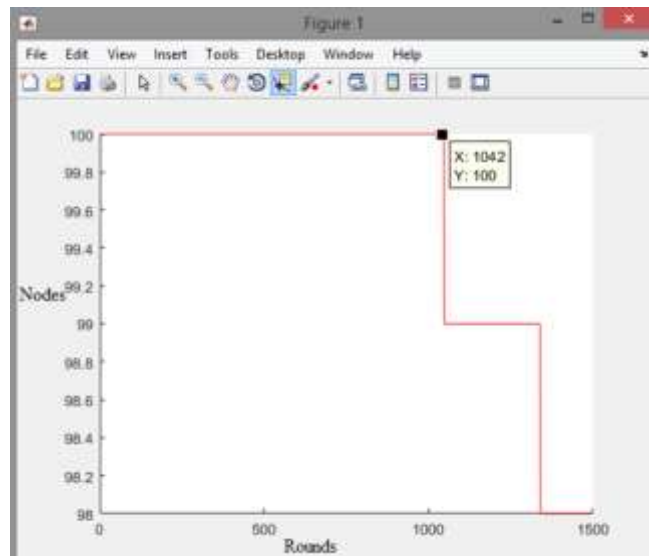 Figure 1
File Edit View Insert Tools Desktop Window Help
100
X: 1042
Y: 100
99.8
99.6
99.4
Nodes 99.2
99
98.8
98.6
98.4
98.2
98
0 500 1000 1500
Rounds